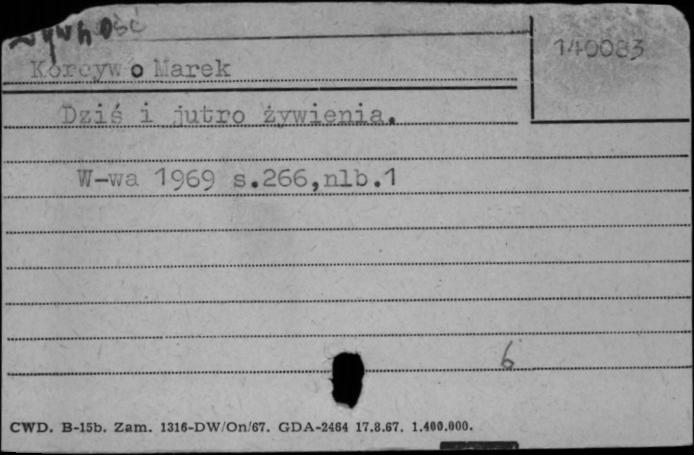 Żywność
140083
Korcyw o Marek
Dziś i jutro żywienia.
W-wa 1969 s.266,nlb.1
6
CWD. B-15b. Zam. 1316-DW/On/67. GDA-2464 17.8.67. 1.400.000.